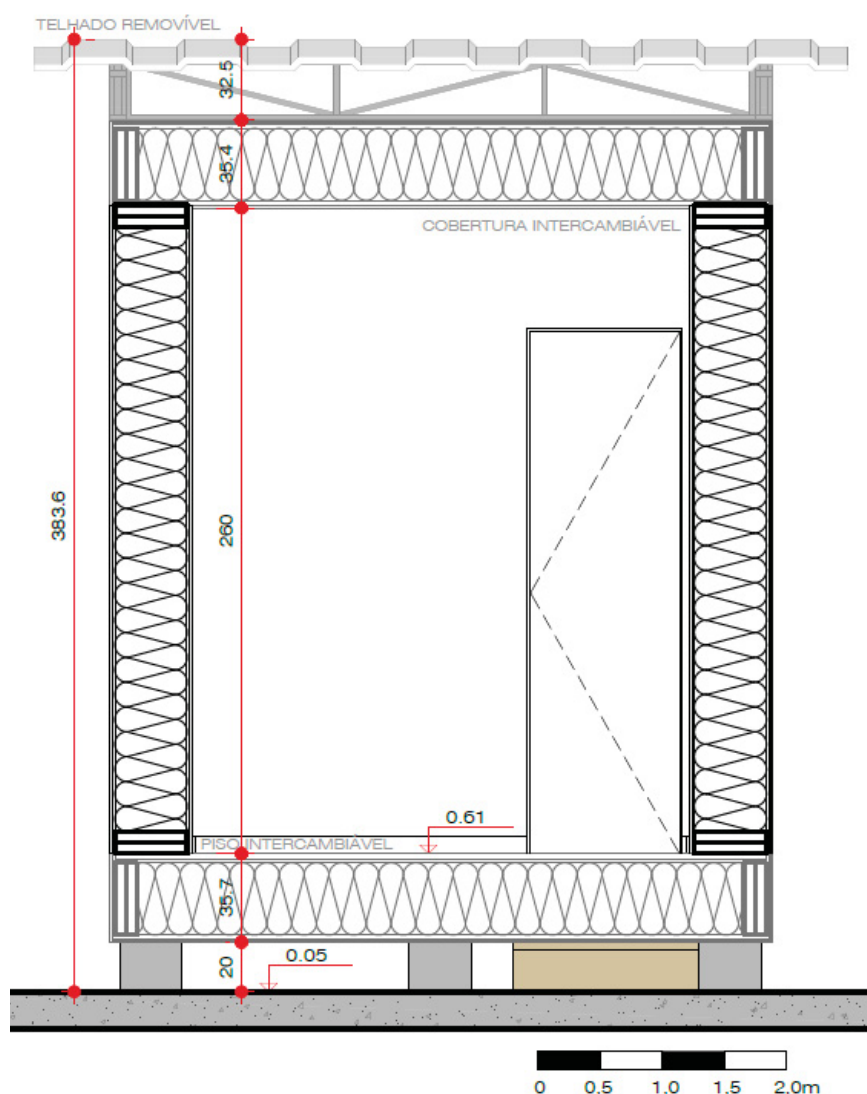 TELHADO REMOVÍVEL
32.5
35.4
COBERTURA INTERCAMBIÁVEL
383.6
260
0.61
PISO INTERCAMBIÁVEL
35.7
0.05
20
0 0.5 1.0 1.5 2.0m